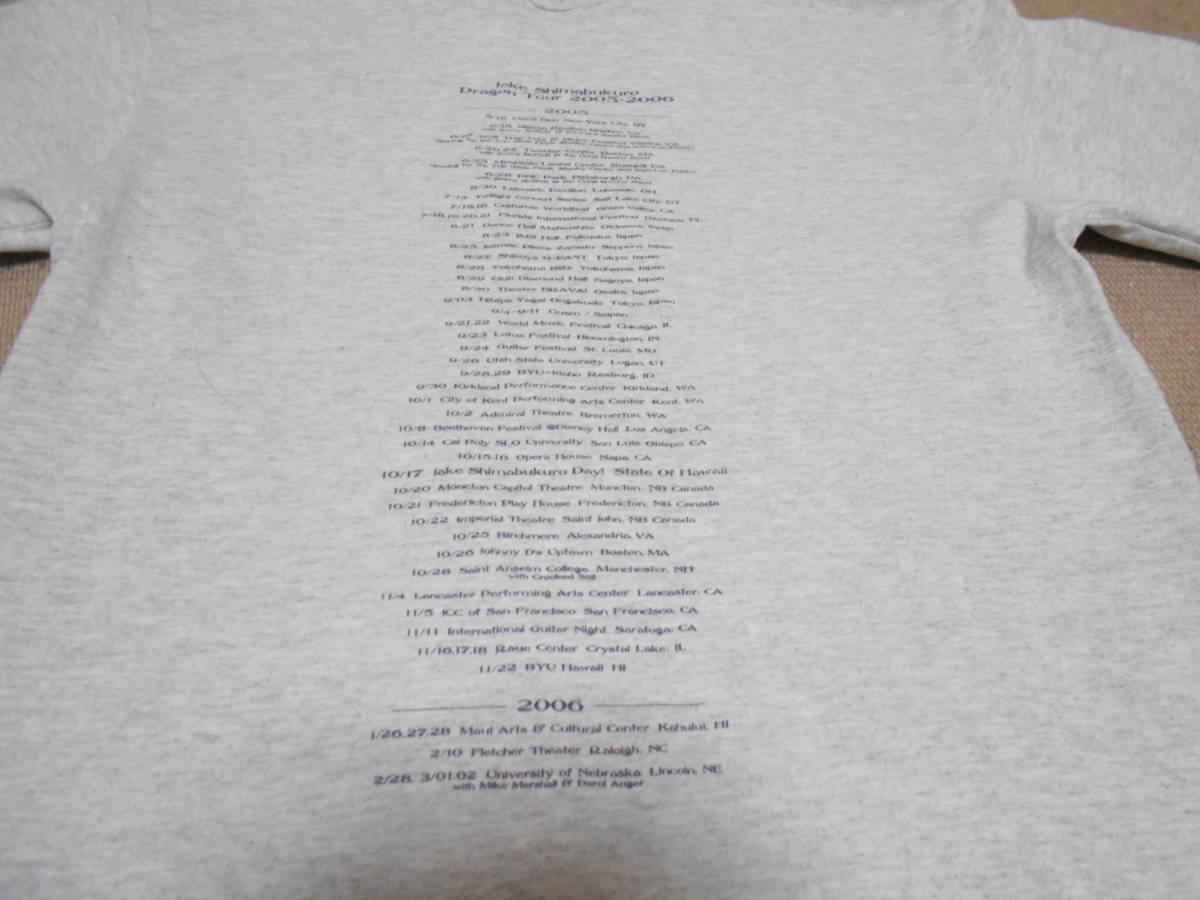 Jake Shimabukuro
Dragon Tour 2005-2006
2005
New York City, NY
6/30 Lakeside Pavilion Lakeside, OH
7/14 Twilight Concert Series Salt Lake City, UT
7/15.16 California Worldfest Grass Valley, CA
7/18.19.20.21 Florida International Festival Daytona FL
8/21 Dance Hall Matsushita Okinawa Japan
8/23 IMS Hall Fukuoka Japan
8/25 Zanadu Sapporo Japan
8/27 Shibuya O-EAST Tokyo Japan
8/28 Yokohama Blitz Yokohama Japan
8/29 Club Diamond Hall Nagoya Japan
8/30 Theater BRAVA! Osaka Japan
9/03 Hibiya Yagai Ongakudo Tokyo Japan
9/4-9/11 Guam / Saipan
9/21.22 World Music Festival Chicago, IL
9/23 Lotus Festival Bloomington, IN
9/24 Guitar Festival St. Louis, MO
9/26 Utah State University Logan, UT
9/28.29 BYU-Idaho Rexburg, ID
9/30 Kirkland Performance Center Kirkland, WA
10/1 City of Kent Performing Arts Center Kent, WA
10/2 Admiral Theatre Bremerton, WA
10/8 Beethoven Festival @Disney Hall Los Angels, CA
10/14 Cal Poly SLO University San Luis Obispo, CA
10/15.16 Opera House Napa, CA
10/17 Jake Shimabukuro Day! State Of Hawaii
10/20 Moncton Capitol Theatre Moncton, NB Canada
10/21 Fredericton Play House Fredericton, NB Canada
10/22 Imperial Theatre Saint John, NB Canada
10/25 Birchmere Alexandria, VA
10/26 Johnny D's Uptown Boston, MA
10/28 Saint Anselm College Manchester, NH
with Crooked Still
11/4 Lancaster Performing Arts Center Lancaster, CA
11/5 JCC of San Francisco San Francisco, CA
11/11 International Guitar Night Saratoga, CA
11/16.17.18 Raue Center Crystal Lake, IL
11/22 BYU Hawaii HI
2006
1/26.27.28 Maui Arts & Cultural Center Kahului, HI
2/10 Fletcher Theater Raleigh, NC
2/28. 3/01.02 University of Nebraska Lincoln, NE
with Mike Marshall & Darol Anger